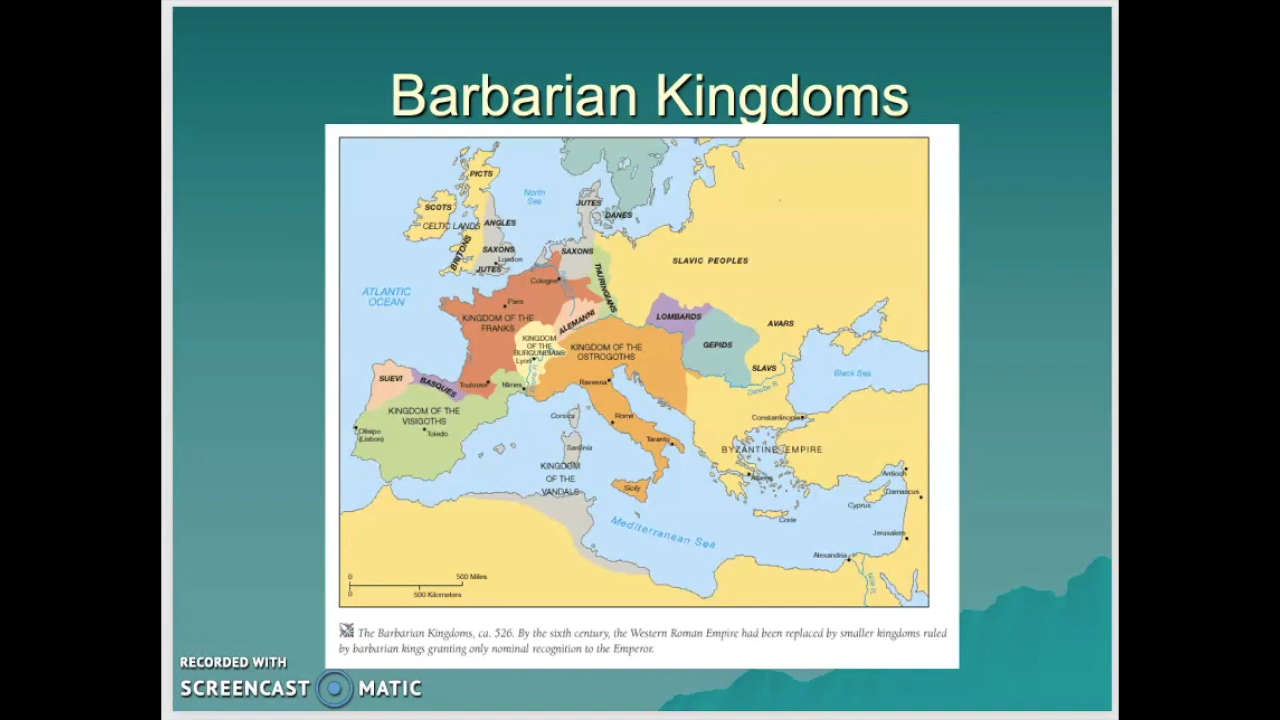 Barbarian Kingdoms
PICTS
North
Sea
SCOTS
JUTES
DANES
CELTIC LANDS
ANGLES
BRITONS
SAXONS
London
JUTES
SAXONS
SLAVIC PEOPLES
THURINGIANS
Cologne
ATLANTIC
OCEAN
Paris
KINGDOM OF THE
FRANKS
ALEMANNI
LOMBARDS
AVARS
GEPIDS
KINGDOM
OF THE
BURGUNDIANS
Lyon
KINGDOM OF THE
OSTROGOTHS
SLAVS
Black Sea
Danube R.
SUEVI
BASQUES
Toulouse
Nîmes
Rhone R.
Ravenna
KINGDOM OF THE
VISIGOTHS
Olisipo
(Lisbon)
Toledo
Corsica
Rome
Constantinople
Sardinia
Taranto
BYZANTINE EMPIRE
KINGDOM
OF THE
VANDALS
Sicily
Athens
Antioch
Damascus
Cyprus
Crete
Mediterranean Sea
Jerusalem
Alexandria
Nile R.
0 500 Miles
0 500 Kilometers
The Barbarian Kingdoms, ca. 526. By the sixth century, the Western Roman Empire had been replaced by smaller kingdoms ruled
by barbarian kings granting only nominal recognition to the Emperor.
RECORDED WITH
SCREENCAST MATIC